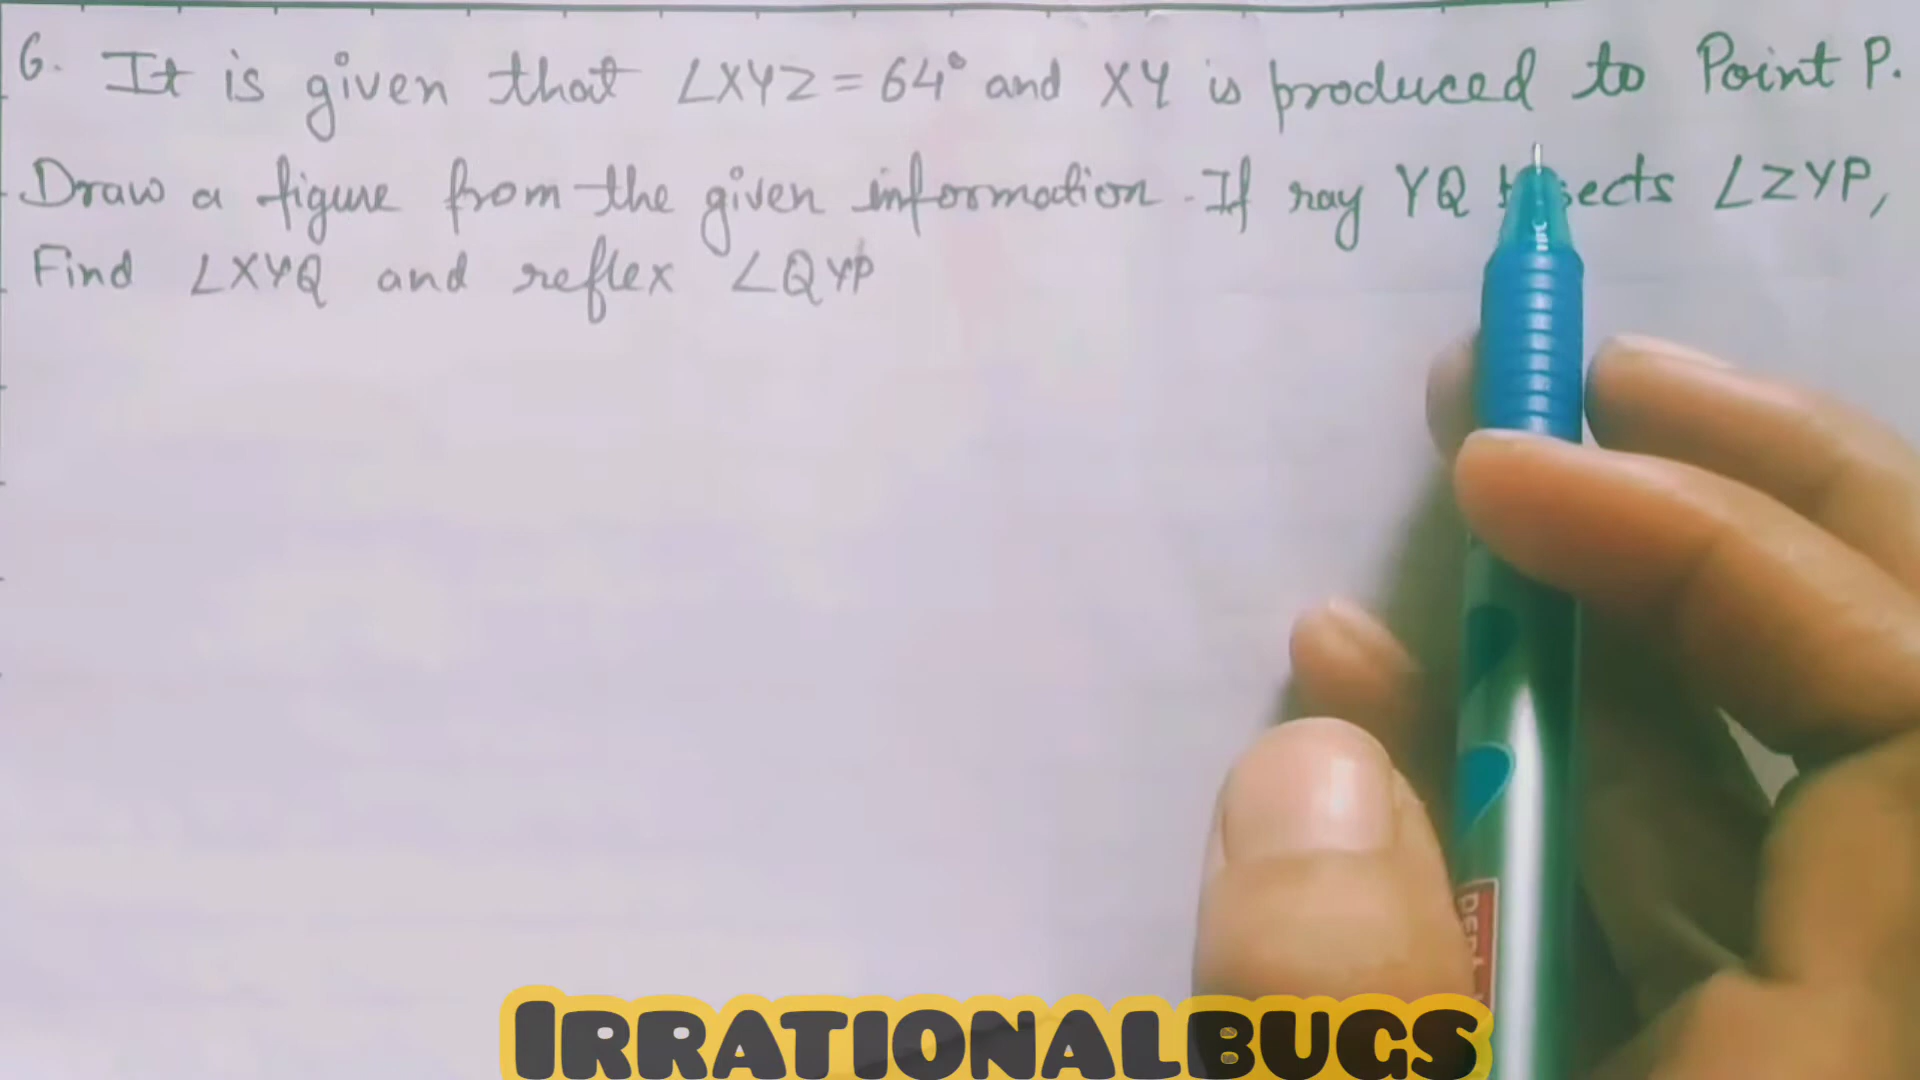 6. It is given that ∠XYZ = 64° and XY is produced to Point P.
Draw a figure from the given information. If ray YQ bisects ∠ZYP,
Find ∠XYQ and reflex ∠QYP
IRRATIONALBUGS